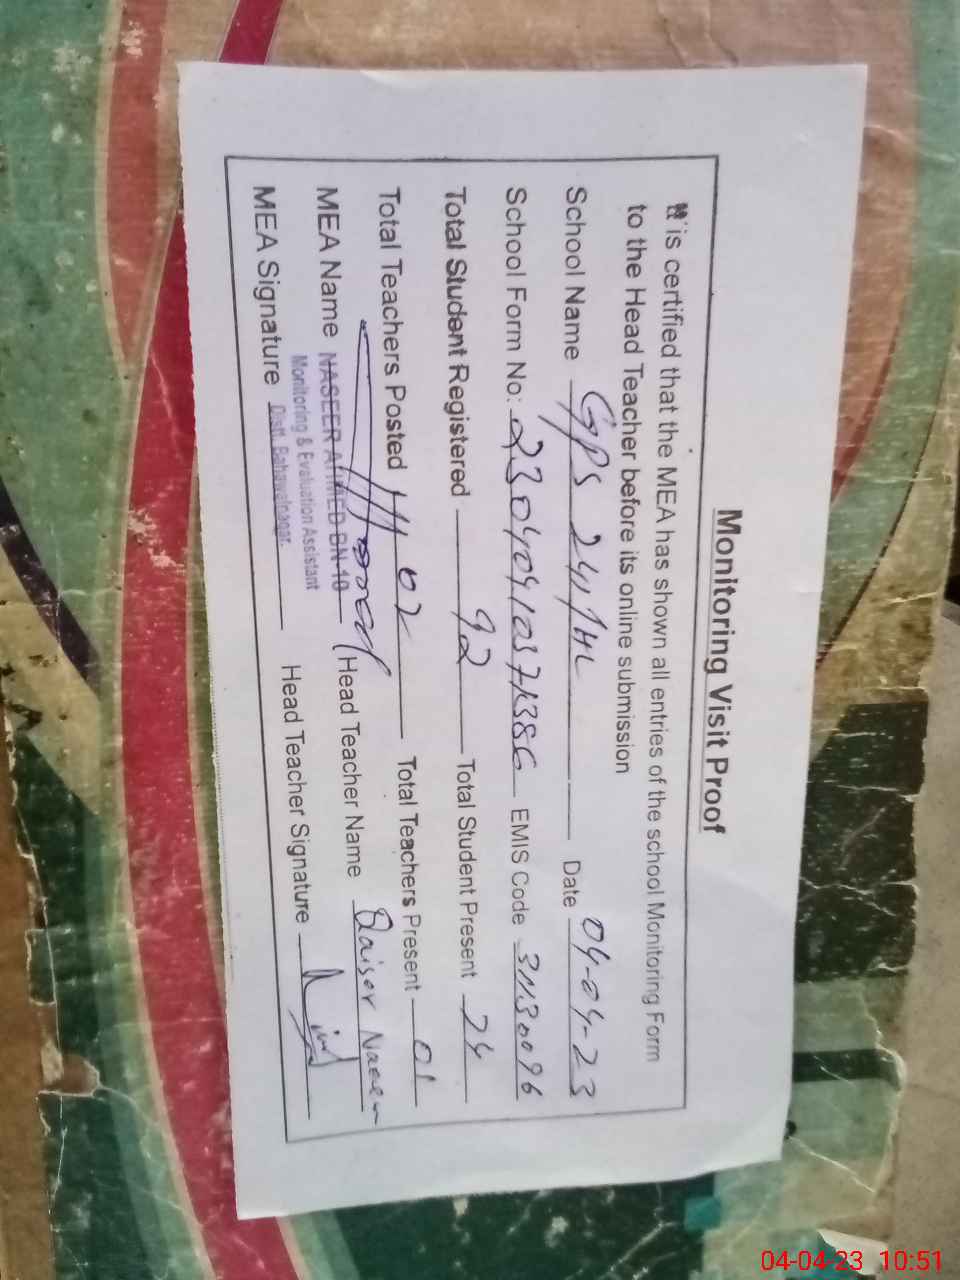 Monitoring Visit Proof
It is certified that the MEA has shown all entries of the school Monitoring Form
to the Head Teacher before its online submission
School Name GPS 241/HL Date 04-04-23
School Form No: EMIS Code 31130096
Total Student Registered 92 Total Student Present 74
Total Teachers Posted 02 Total Teachers Present 01
MEA Name NASEER AHMED BN-10 Head Teacher Name Qaisor Naeem
Monitoring & Evaluation Assistant
MEA Signature Distt. Bahawalnagar. Head Teacher Signature
04-04-23 10:51